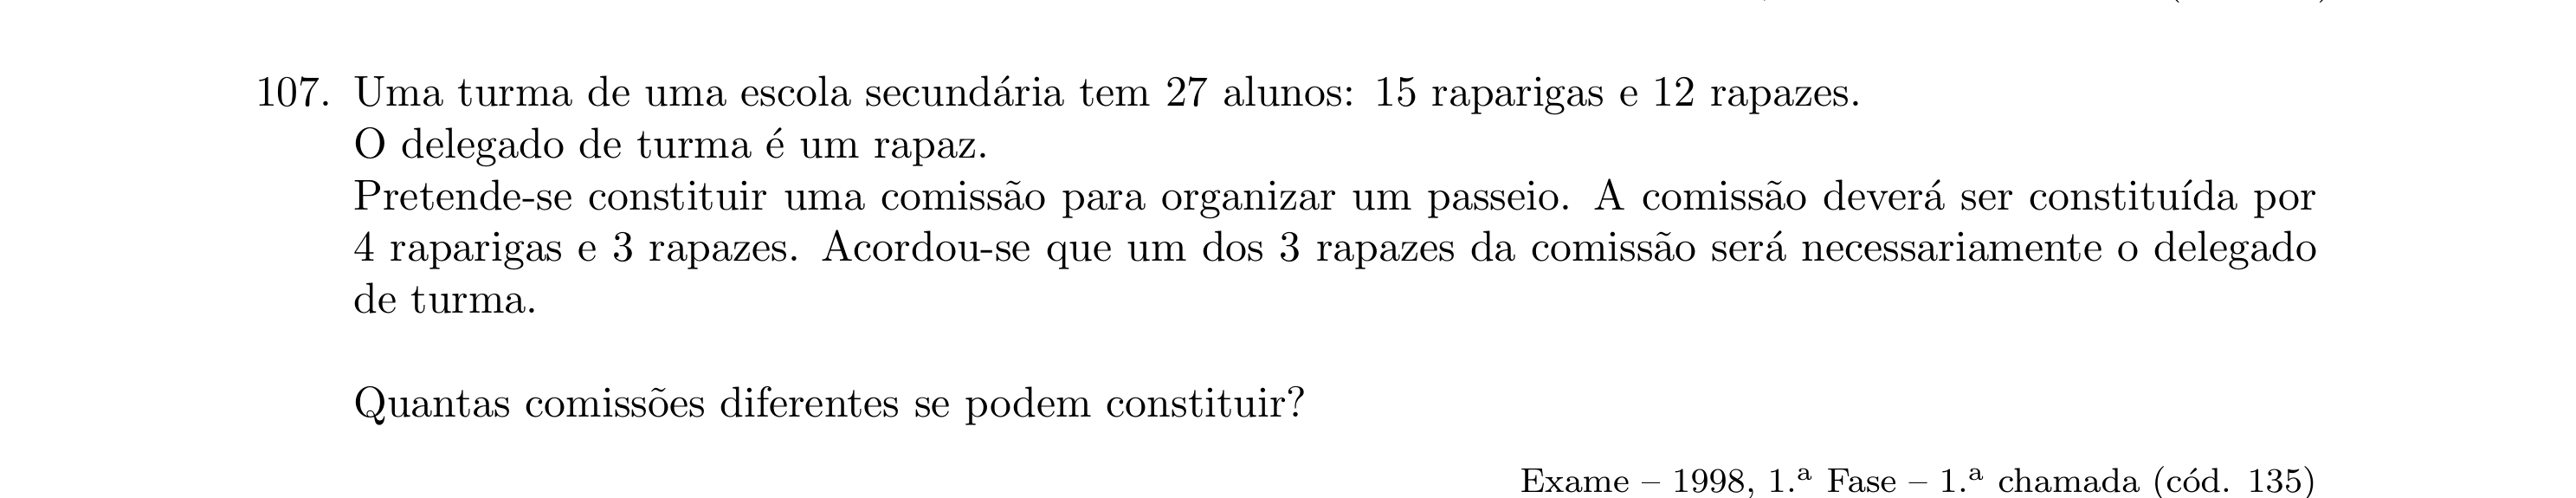 107. Uma turma de uma escola secundária tem 27 alunos: 15 raparigas e 12 rapazes.
O delegado de turma é um rapaz.
Pretende-se constituir uma comissão para organizar um passeio. A comissão deverá ser constituída por
4 raparigas e 3 rapazes. Acordou-se que um dos 3 rapazes da comissão será necessariamente o delegado
de turma.
Quantas comissões diferentes se podem constituir?
Exame – 1998, 1.ª Fase – 1.ª chamada (cód. 135)